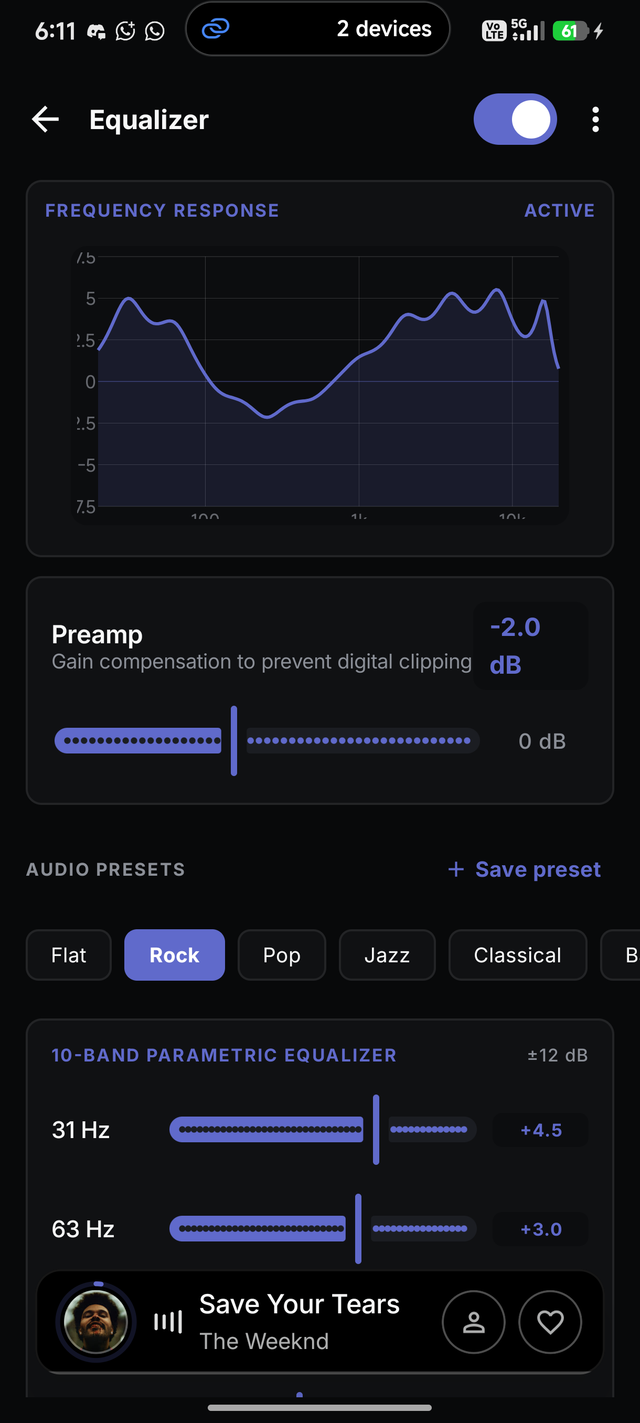 6:11
2 devices
Vo LTE
5G
61
Equalizer
FREQUENCY RESPONSE
ACTIVE
5
0
−5
1k
Preamp
Gain compensation to prevent digital clipping
-2.0
dB
0 dB
AUDIO PRESETS
+ Save preset
Flat
Rock
Pop
Jazz
Classical
B
10-BAND PARAMETRIC EQUALIZER
±12 dB
31 Hz
+4.5
63 Hz
+3.0
Save Your Tears
The Weeknd